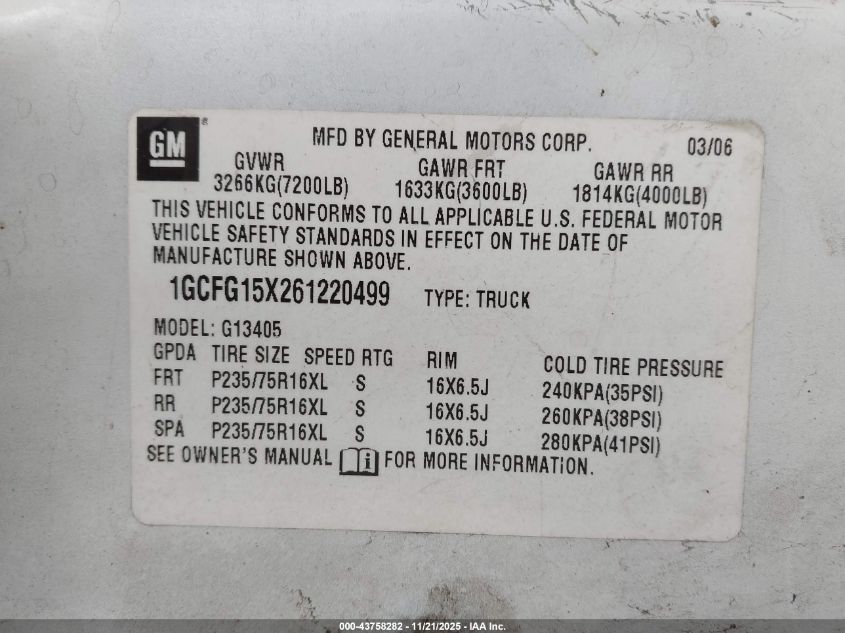 GM®
MFD BY GENERAL MOTORS CORP. 03/06
GVWR GAWR FRT GAWR RR
3266KG(7200LB) 1633KG(3600LB) 1814KG(4000LB)
THIS VEHICLE CONFORMS TO ALL APPLICABLE U.S. FEDERAL MOTOR
VEHICLE SAFETY STANDARDS IN EFFECT ON THE DATE OF
MANUFACTURE SHOWN ABOVE.
1GCFG15X261220499 TYPE: TRUCK
MODEL: G13405
GPDA TIRE SIZE SPEED RTG RIM COLD TIRE PRESSURE
FRT P235/75R16XL S 16X6.5J 240KPA(35PSI)
RR P235/75R16XL S 16X6.5J 260KPA(38PSI)
SPA P235/75R16XL S 16X6.5J 280KPA(41PSI)
SEE OWNER'S MANUAL i FOR MORE INFORMATION.
000-43758282 - 11/21/2025 - IAA Inc.